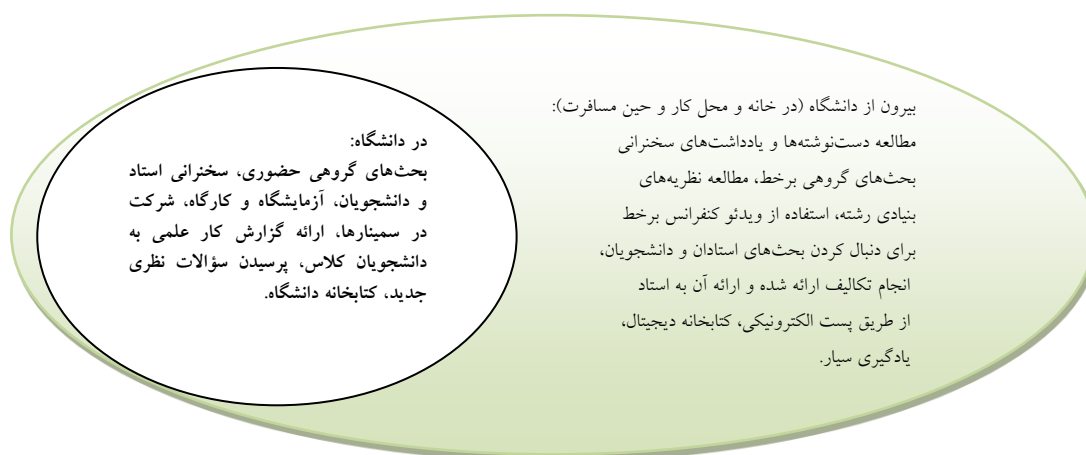 بیرون از دانشگاه (در خانه و محل کار و حین مسافرت):
مطالعه دست‌نوشته‌ها و یادداشت‌های سخنرانی
بحث‌های گروهی برخط، مطالعه نظریه‌های
بنیادی رشته، استفاده از ویدئو کنفرانس برخط
برای دنبال کردن بحث‌های استادان و دانشجویان،
انجام تکالیف ارائه شده و ارائه آن به استاد
از طریق پست الکترونیکی، کتابخانه دیجیتال،
یادگیری سیار.
در دانشگاه:
بحث‌های گروهی حضوری، سخنرانی استاد
و دانشجویان، آزمایشگاه و کارگاه، شرکت
در سمینارها، ارائه گزارش کار علمی به
دانشجویان کلاس، پرسیدن سؤالات نظری
جدید، کتابخانه دانشگاه.